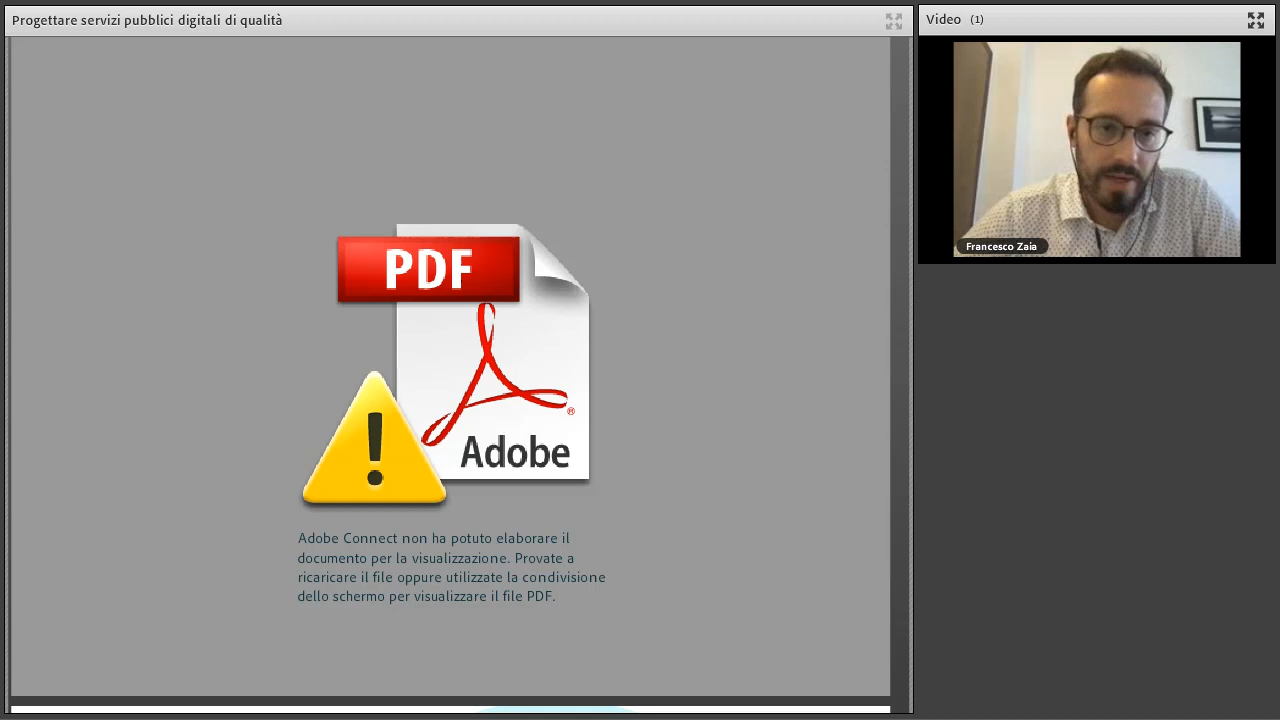 Progettare servizi pubblici digitali di qualità
Video (1)
Francesco Zaia
PDF
Adobe
Adobe Connect non ha potuto elaborare il
documento per la visualizzazione. Provate a
ricaricare il file oppure utilizzate la condivisione
dello schermo per visualizzare il file PDF.